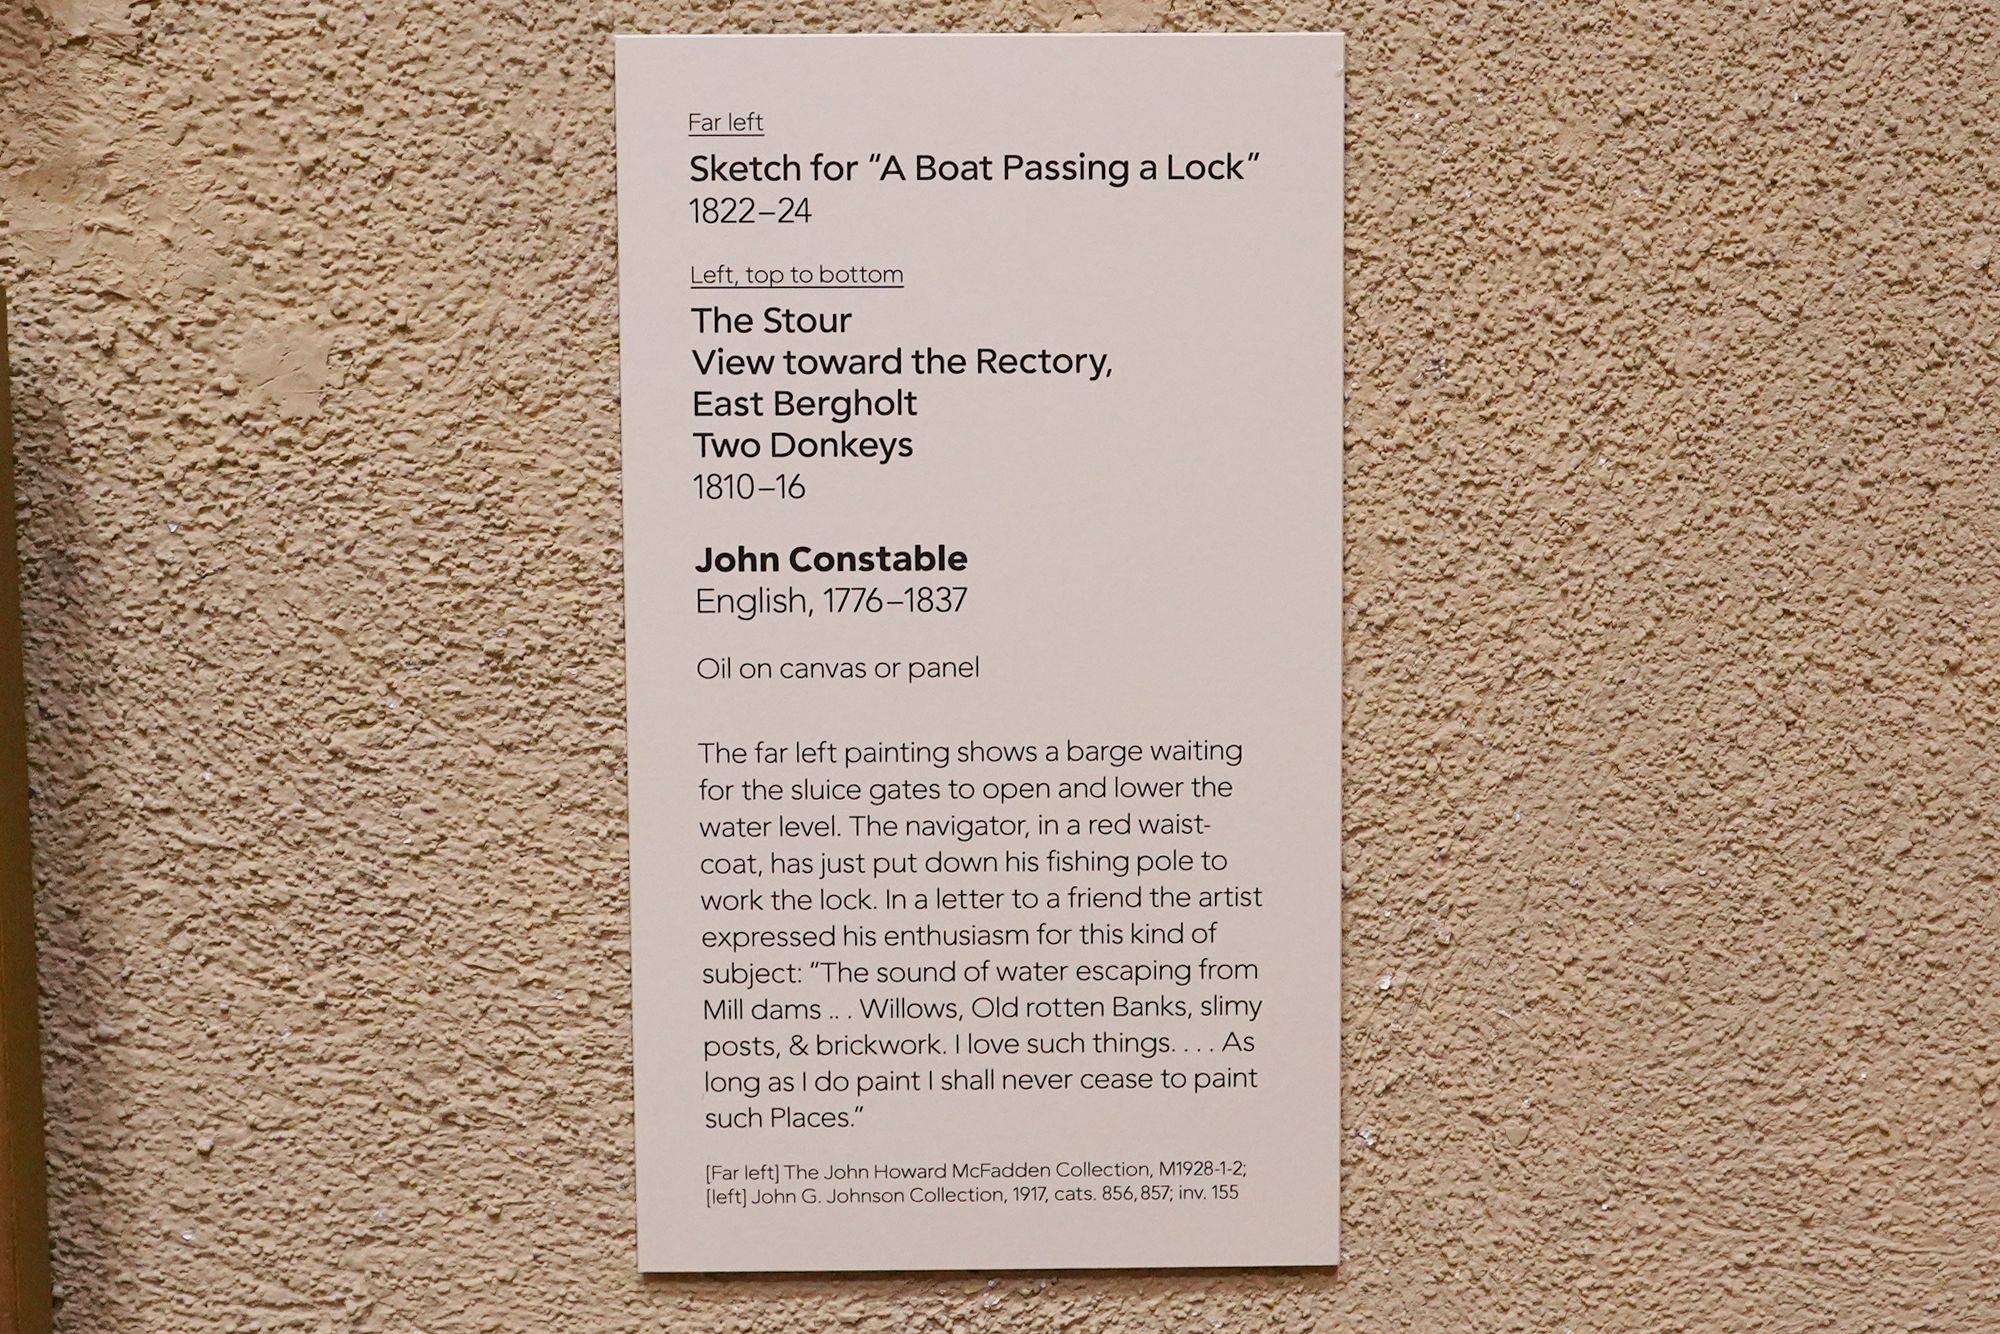 Far left
Sketch for “A Boat Passing a Lock”
1822–24
Left, top to bottom
The Stour
View toward the Rectory,
East Bergholt
Two Donkeys
1810–16
John Constable
English, 1776–1837
Oil on canvas or panel
The far left painting shows a barge waiting
for the sluice gates to open and lower the
water level. The navigator, in a red waist-
coat, has just put down his fishing pole to
work the lock. In a letter to a friend the artist
expressed his enthusiasm for this kind of
subject: “The sound of water escaping from
Mill dams . . . Willows, Old rotten Banks, slimy
posts, & brickwork. I love such things. . . . As
long as I do paint I shall never cease to paint
such Places.”
[Far left] The John Howard McFadden Collection, M1928-1-2;
[left] John G. Johnson Collection, 1917, cats. 856, 857; inv. 155